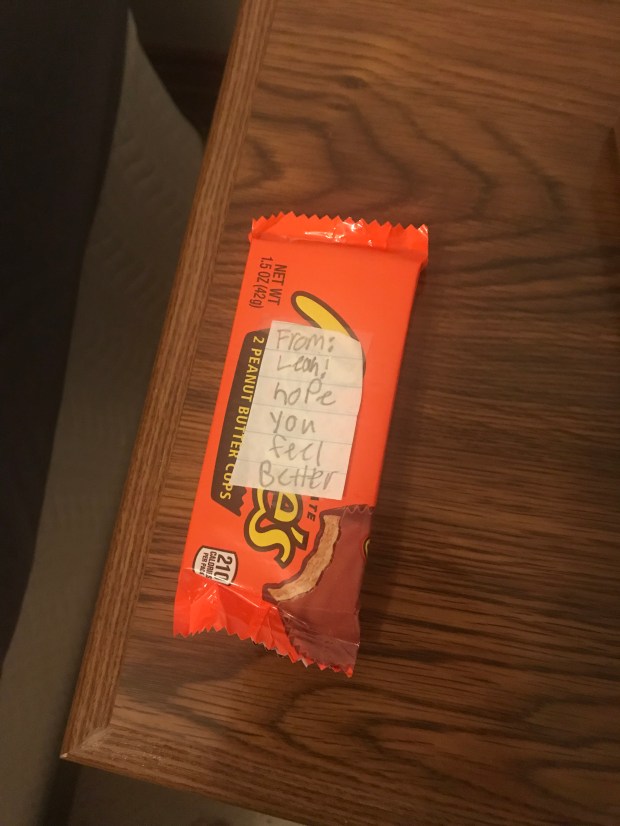 NET WT
1.5 OZ (42g)
2 PEANUT BUTTER CUPS
From:
Leah!
hope
you
feel
Better
e's
TE
210
CALORIES
PER PACK